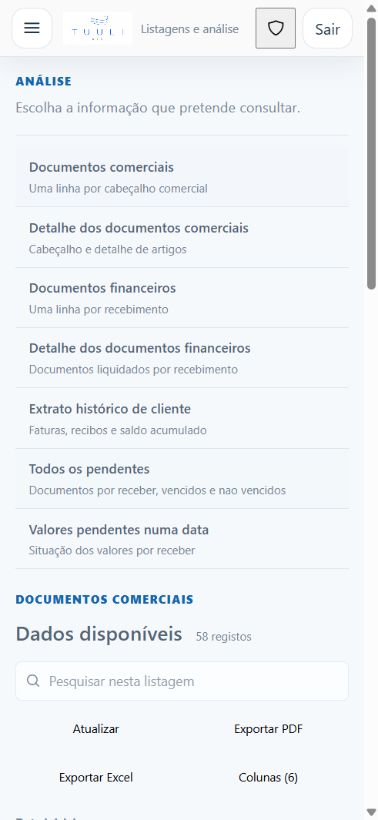 TUULI
Listagens e análise
Sair
ANÁLISE
Escolha a informação que pretende consultar.
Documentos comerciais
Uma linha por cabeçalho comercial
Detalhe dos documentos comerciais
Cabeçalho e detalhe de artigos
Documentos financeiros
Uma linha por recebimento
Detalhe dos documentos financeiros
Documentos liquidados por recebimento
Extrato histórico de cliente
Faturas, recibos e saldo acumulado
Todos os pendentes
Documentos por receber, vencidos e nao vencidos
Valores pendentes numa data
Situação dos valores por receber
DOCUMENTOS COMERCIAIS
Dados disponíveis 58 registos
Pesquisar nesta listagem
Atualizar
Exportar PDF
Exportar Excel
Colunas (6)